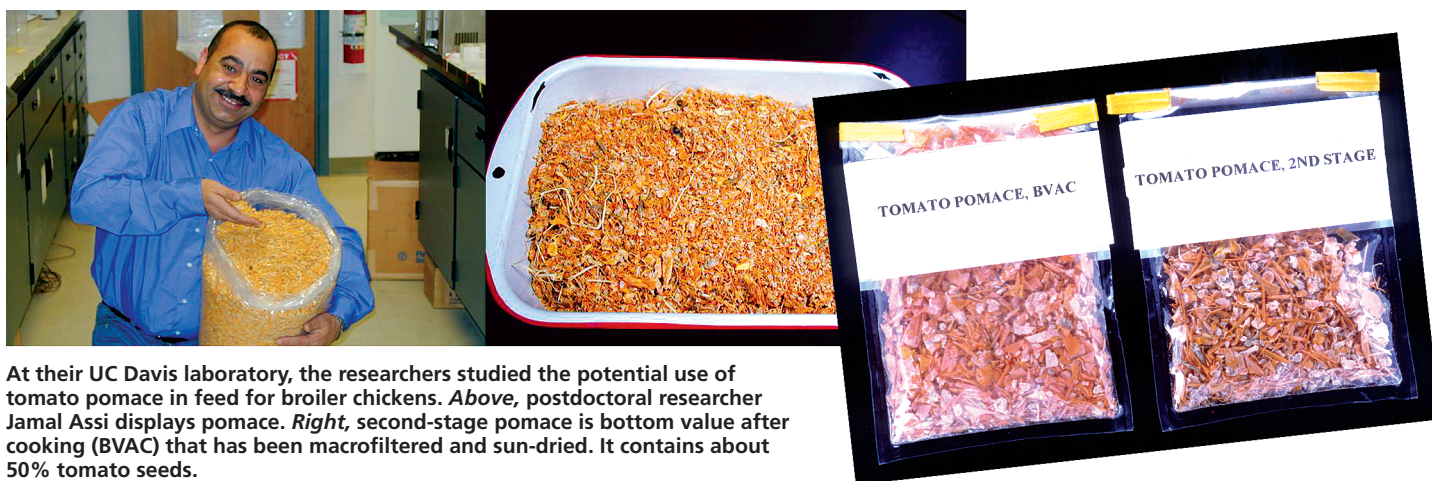 TOMATO POMACE, BVAC
TOMATO POMACE, 2ND STAGE
At their UC Davis laboratory, the researchers studied the potential use of
tomato pomace in feed for broiler chickens. Above, postdoctoral researcher
Jamal Assi displays pomace. Right, second-stage pomace is bottom value after
cooking (BVAC) that has been macrofiltered and sun-dried. It contains about
50% tomato seeds.